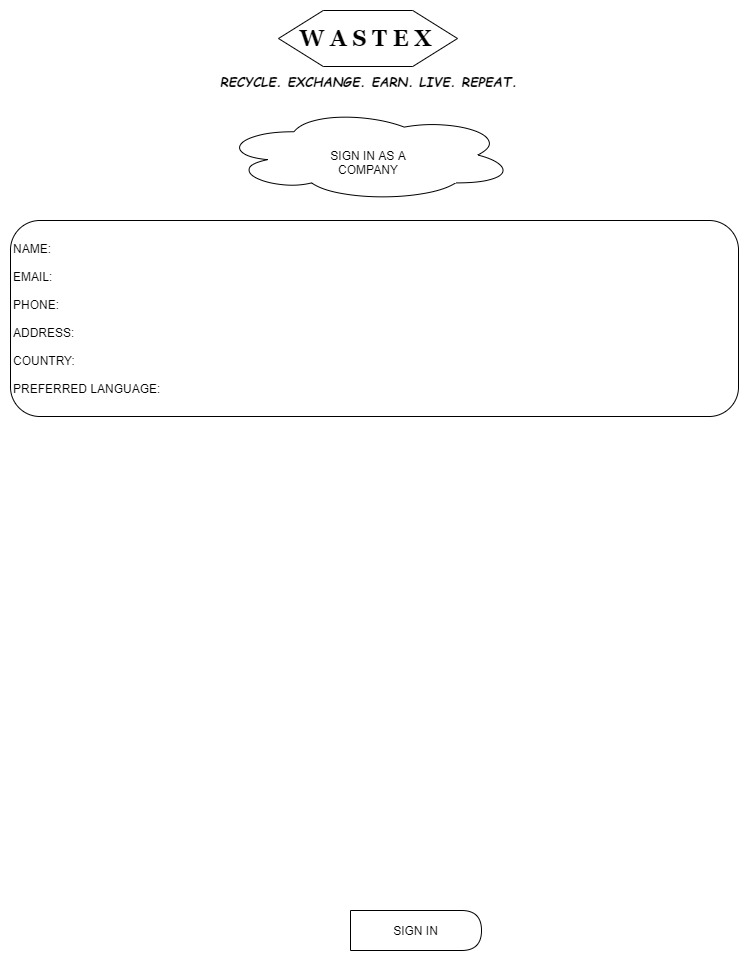 WASTEX
RECYCLE. EXCHANGE. EARN. LIVE. REPEAT.
SIGN IN AS A
COMPANY
NAME:
EMAIL:
PHONE:
ADDRESS:
COUNTRY:
PREFERRED LANGUAGE:
SIGN IN